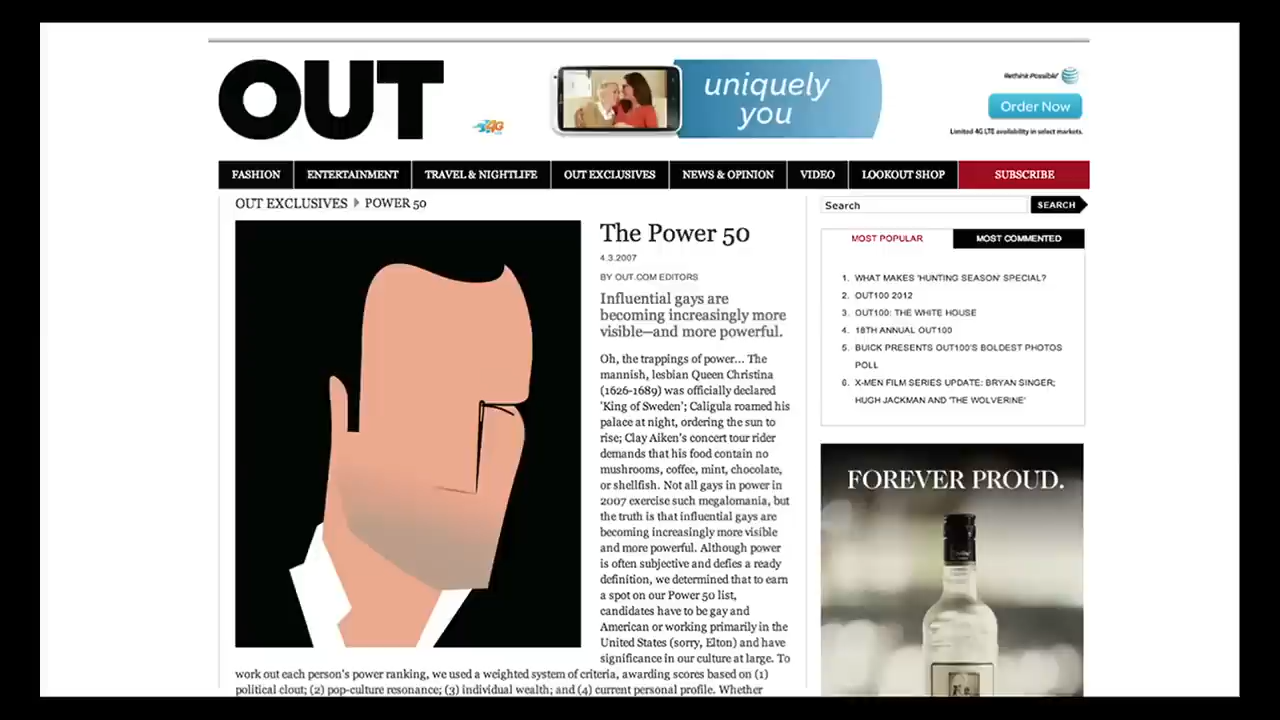 OUT
4G
uniquely
you
Rethink Possible®
Order Now
Limited 4G LTE availability in select markets.
FASHION
ENTERTAINMENT
TRAVEL & NIGHTLIFE
OUT EXCLUSIVES
NEWS & OPINION
VIDEO
LOOKOUT SHOP
SUBSCRIBE
OUT EXCLUSIVES
POWER 50
Search
SEARCH
The Power 50
4.3.2007
BY OUT.COM EDITORS
Influential gays are
becoming increasingly more
visible—and more powerful.
Oh, the trappings of power... The
mannish, lesbian Queen Christina
(1626-1689) was officially declared
'King of Sweden'; Caligula roamed his
palace at night, ordering the sun to
rise; Clay Aiken's concert tour rider
demands that his food contain no
mushrooms, coffee, mint, chocolate,
or shellfish. Not all gays in power in
2007 exercise such megalomania, but
the truth is that influential gays are
becoming increasingly more visible
and more powerful. Although power
is often subjective and defies a ready
definition, we determined that to earn
a spot on our Power 50 list,
candidates have to be gay and
American or working primarily in the
United States (sorry, Elton) and have
significance in our culture at large. To
work out each person's power ranking, we used a weighted system of criteria, awarding scores based on (1)
political clout; (2) pop-culture resonance; (3) individual wealth; and (4) current personal profile. Whether
MOST POPULAR
MOST COMMENTED
1. WHAT MAKES 'HUNTING SEASON' SPECIAL?
2. OUT100 2012
3. OUT100: THE WHITE HOUSE
4. 18TH ANNUAL OUT100
5. BUICK PRESENTS OUT100'S BOLDEST PHOTOS
POLL
6. X-MEN FILM SERIES UPDATE: BRYAN SINGER;
HUGH JACKMAN AND 'THE WOLVERINE'
FOREVER PROUD.